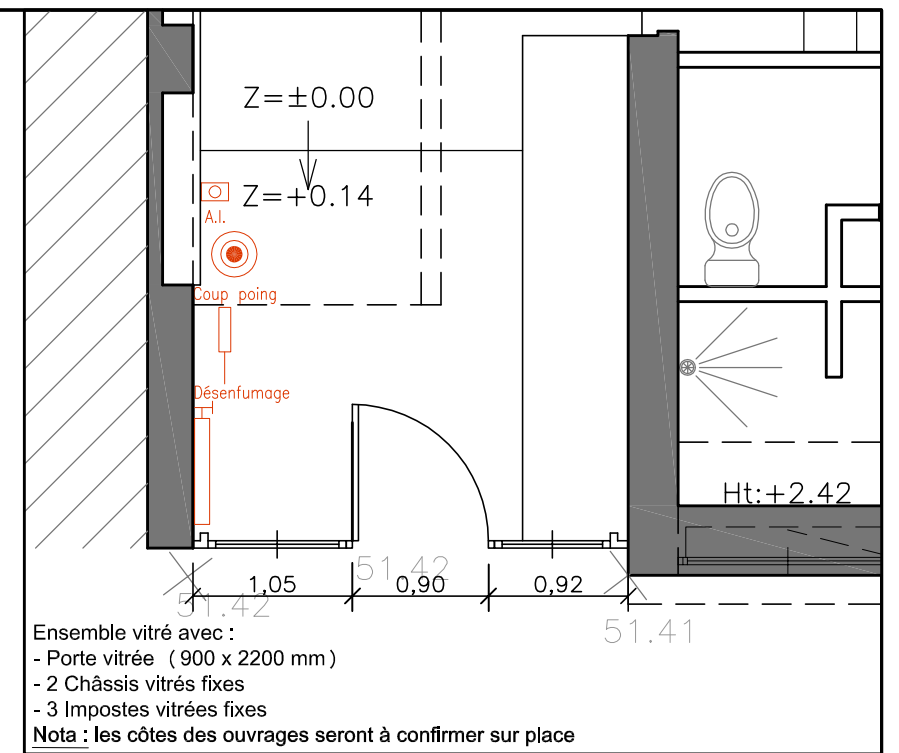 Z=±0.00
Z=+0.14
A.I.
Coup poing
Désenfumage
Ht:+2.42
51.42
1,05
0,90
0,92
51.42
51.41
Ensemble vitré avec :
- Porte vitrée ( 900 x 2200 mm )
- 2 Châssis vitrés fixes
- 3 Impostes vitrées fixes
Nota : les côtes des ouvrages seront à confirmer sur place